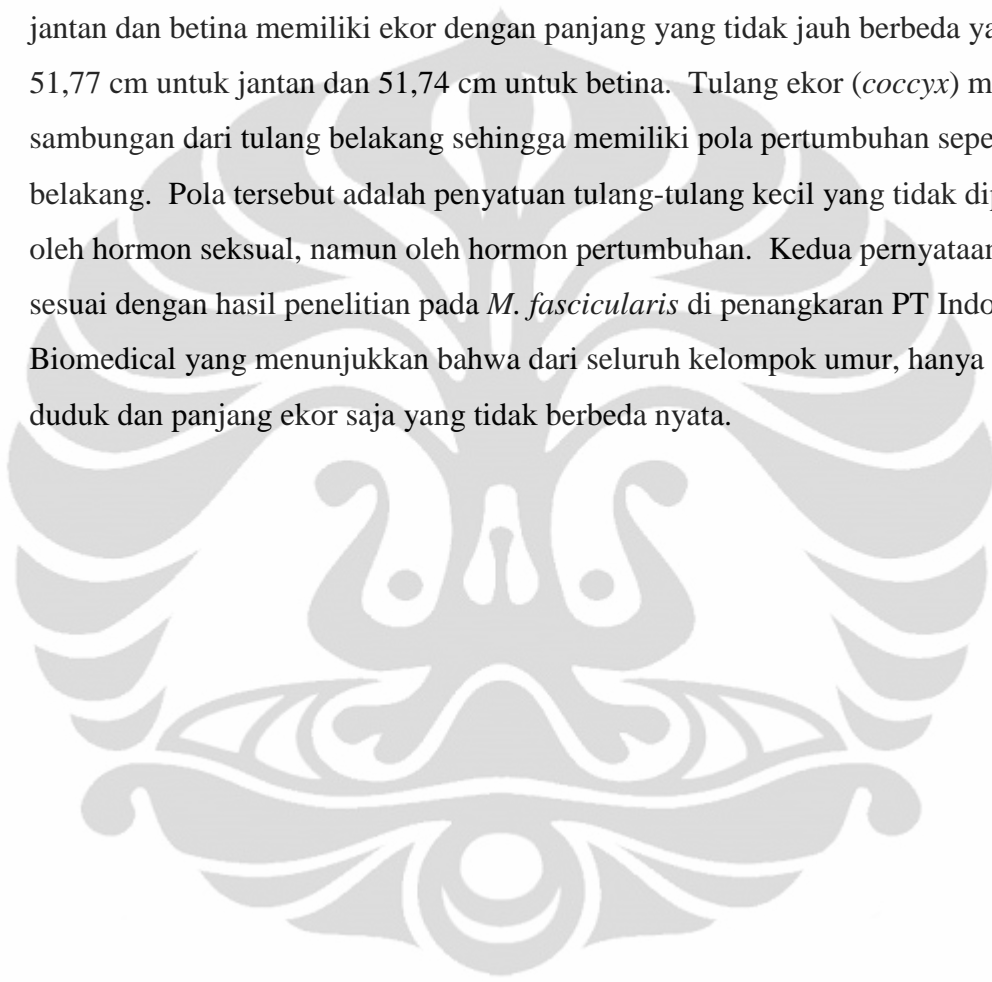 jantan dan betina memiliki ekor dengan panjang yang tidak jauh berbeda
51,77 cm untuk jantan dan 51,74 cm untuk betina. Tulang ekor (coccyx)
sambungan dari tulang belakang sehingga memiliki pola pertumbuhan
belakang. Pola tersebut adalah penyatuan tulang-tulang kecil yang tidak
oleh hormon seksual, namun oleh hormon pertumbuhan. Kedua pernyataan
sesuai dengan hasil penelitian pada M. fascicularis di penangkaran PT
Biomedical yang menunjukkan bahwa dari seluruh kelompok umur, hanya
duduk dan panjang ekor saja yang tidak berbeda nyata.